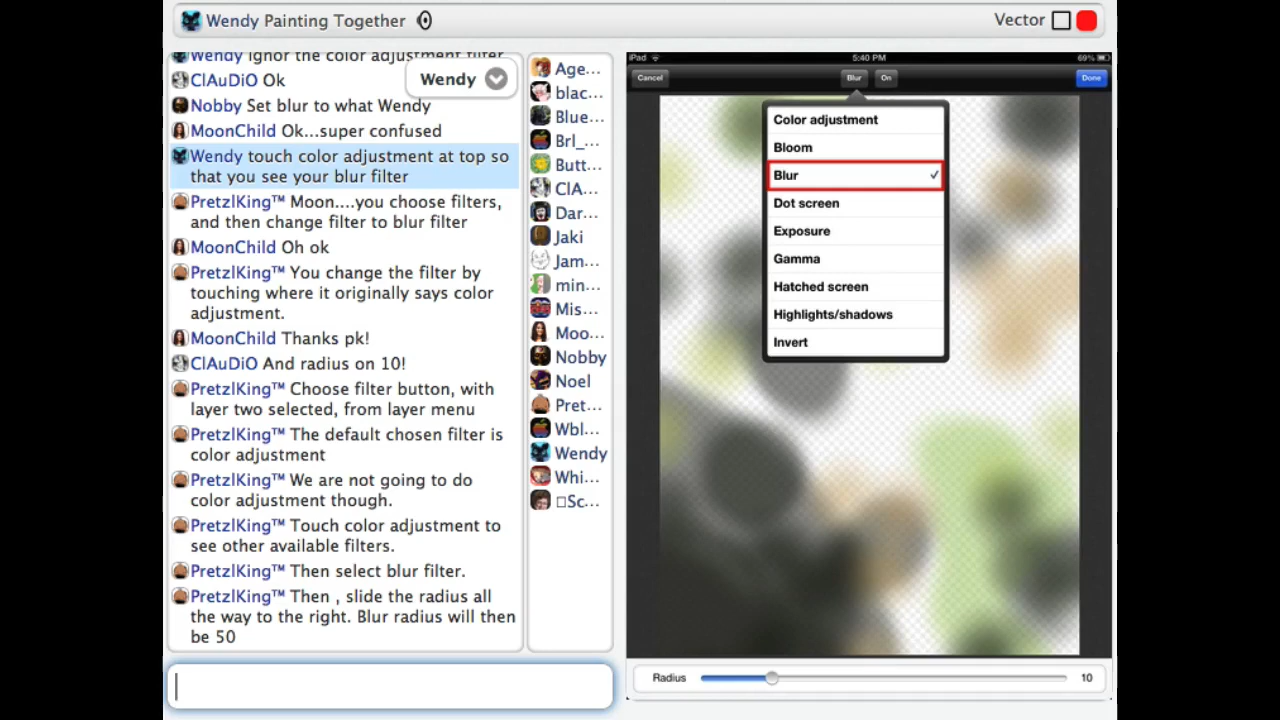 Wendy Painting Together
Vector
Wendy ignor the color adjustment filter
Wendy
ClAuDiO Ok
Nobby Set blur to what Wendy
MoonChild Ok...super confused
Wendy touch color adjustment at top so
that you see your blur filter
PretzlKing™ Moon....you choose filters,
and then change filter to blur filter
MoonChild Oh ok
PretzlKing™ You change the filter by
touching where it originally says color
adjustment.
MoonChild Thanks pk!
ClAuDiO And radius on 10!
PretzlKing™ Choose filter button, with
layer two selected, from layer menu
PretzlKing™ The default chosen filter is
color adjustment
PretzlKing™ We are not going to do
color adjustment though.
PretzlKing™ Touch color adjustment to
see other available filters.
PretzlKing™ Then select blur filter.
PretzlKing™ Then , slide the radius all
the way to the right. Blur radius will then
be 50
Age...
blac...
Blue...
Brl_...
Butt...
ClA...
Dar...
Jaki
Jam...
min...
Mis...
Moo...
Nobby
Noel
Pret...
Wbl...
Wendy
Whi...
Sc...
iPad 5:40 PM 69%
Cancel Blur On Done
Color adjustment
Bloom
Blur ✓
Dot screen
Exposure
Gamma
Hatched screen
Highlights/shadows
Invert
Radius 10